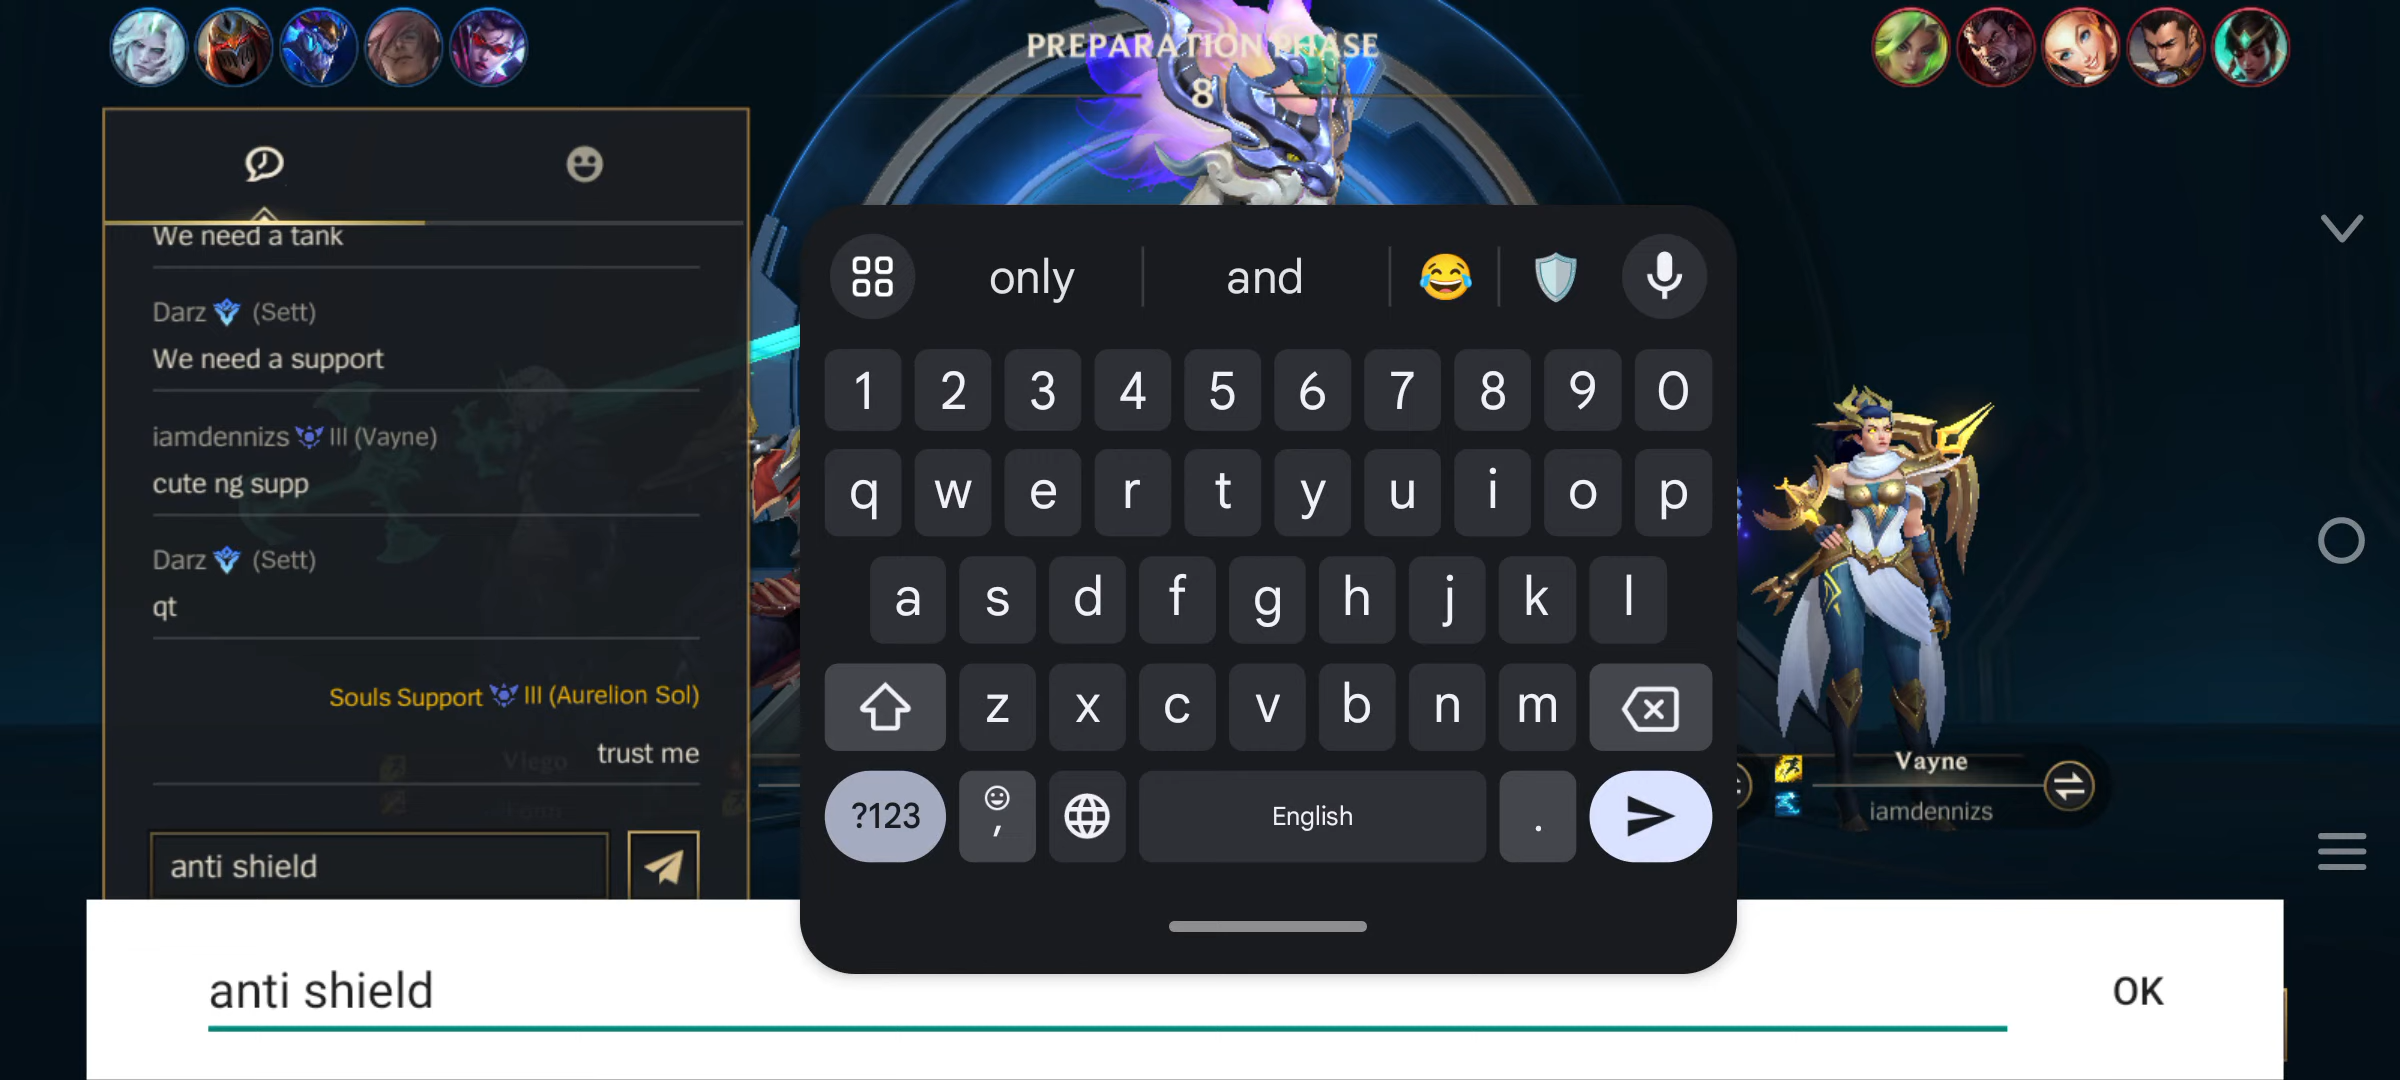 PREPARATION PHASE
8
We need a tank
Darz (Sett)
We need a support
iamdennizs III (Vayne)
cute ng supp
Darz (Sett)
qt
Souls Support III (Aurelion Sol)
trust me
Viego
anti shield
only and
1 2 3 4 5 6 7 8 9 0
q w e r t y u i o p
a s d f g h j k l
z x c v b n m
?123 , English .
Vayne
iamdennizs
anti shield
OK